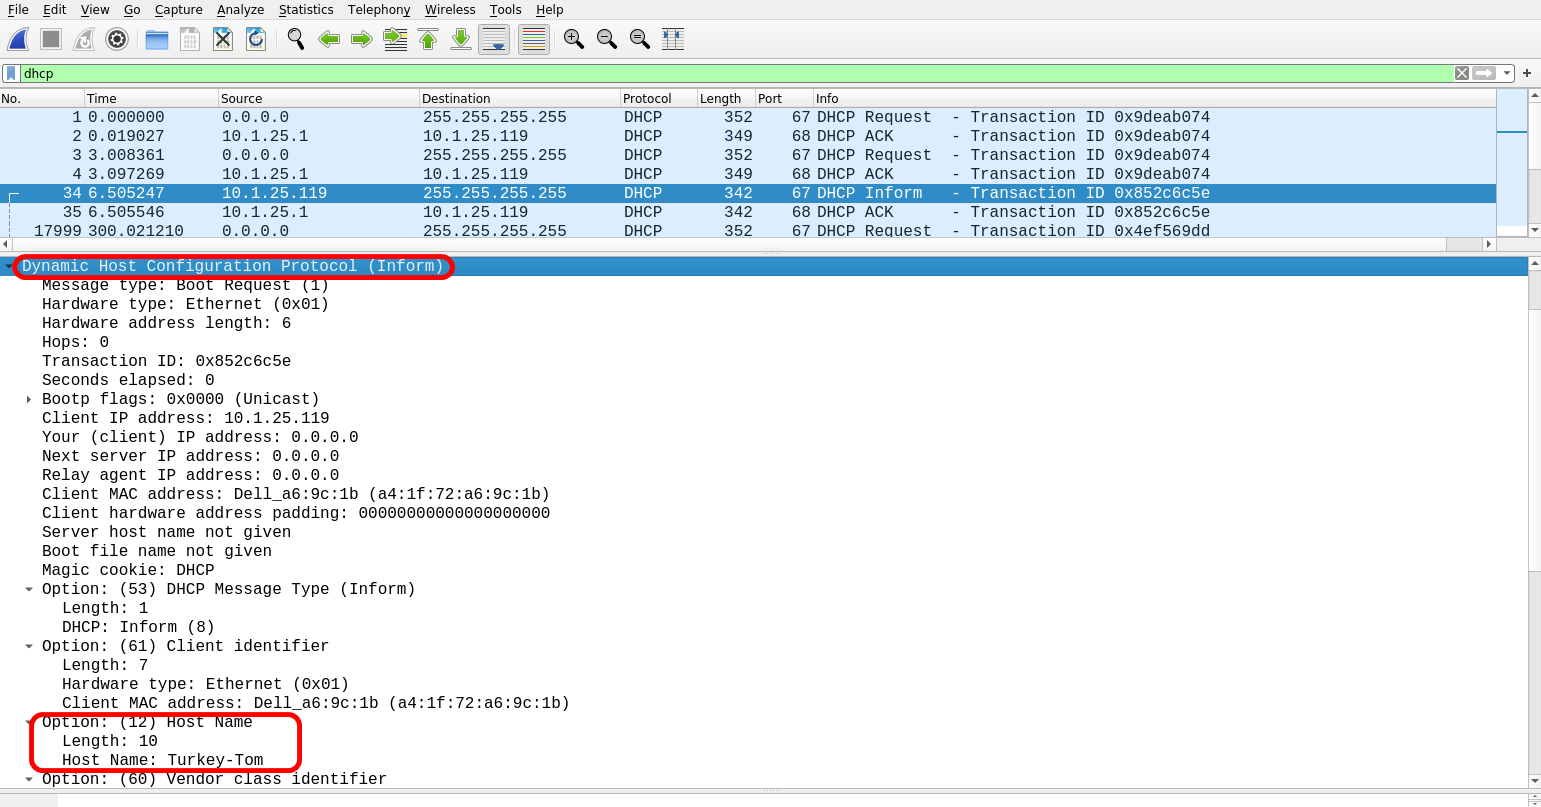 File Edit View Go Capture Analyze Statistics Telephony Wireless Tools Help
dhcp
No. Time Source Destination Protocol Length Port Info
1 0.000000 0.0.0.0 255.255.255.255 DHCP 352 67 DHCP Request - Transaction ID 0x9deab074
2 0.019027 10.1.25.1 10.1.25.119 DHCP 349 68 DHCP ACK - Transaction ID 0x9deab074
3 3.008361 0.0.0.0 255.255.255.255 DHCP 352 67 DHCP Request - Transaction ID 0x9deab074
4 3.097269 10.1.25.1 10.1.25.119 DHCP 349 68 DHCP ACK - Transaction ID 0x9deab074
34 6.505247 10.1.25.119 255.255.255.255 DHCP 342 67 DHCP Inform - Transaction ID 0x852c6c5e
35 6.505546 10.1.25.1 10.1.25.119 DHCP 342 68 DHCP ACK - Transaction ID 0x852c6c5e
17999 300.021210 0.0.0.0 255.255.255.255 DHCP 352 67 DHCP Request - Transaction ID 0x4ef569dd
Dynamic Host Configuration Protocol (Inform)
Message type: Boot Request (1)
Hardware type: Ethernet (0x01)
Hardware address length: 6
Hops: 0
Transaction ID: 0x852c6c5e
Seconds elapsed: 0
Bootp flags: 0x0000 (Unicast)
Client IP address: 10.1.25.119
Your (client) IP address: 0.0.0.0
Next server IP address: 0.0.0.0
Relay agent IP address: 0.0.0.0
Client MAC address: Dell_a6:9c:1b (a4:1f:72:a6:9c:1b)
Client hardware address padding: 00000000000000000000
Server host name not given
Boot file name not given
Magic cookie: DHCP
Option: (53) DHCP Message Type (Inform)
Length: 1
DHCP: Inform (8)
Option: (61) Client identifier
Length: 7
Hardware type: Ethernet (0x01)
Client MAC address: Dell_a6:9c:1b (a4:1f:72:a6:9c:1b)
Option: (12) Host Name
Length: 10
Host Name: Turkey-Tom
Option: (60) Vendor class identifier